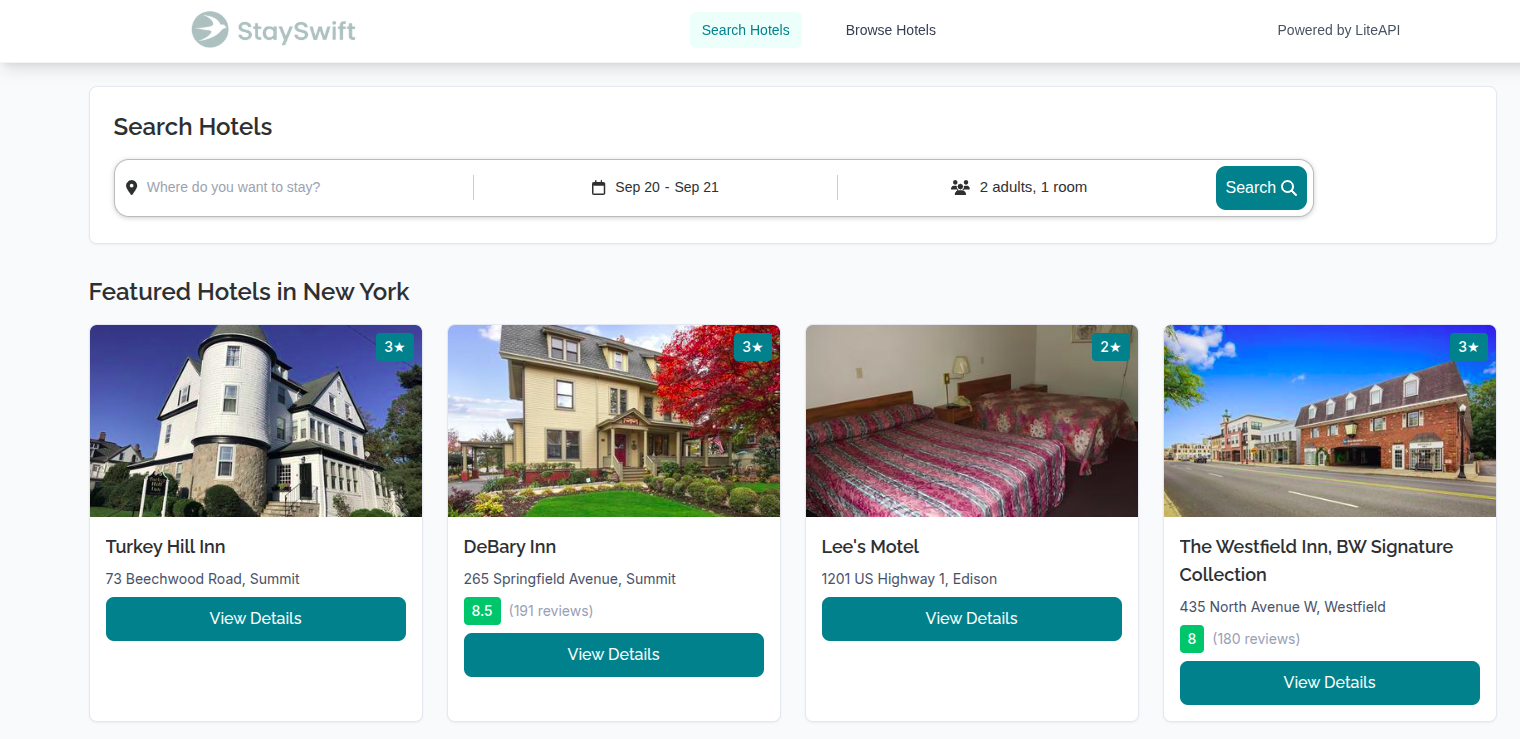 StaySwift
Search Hotels
Browse Hotels
Powered by LiteAPI
Search Hotels
Where do you want to stay?
Sep 20 - Sep 21
2 adults, 1 room
Search
Featured Hotels in New York
3★
3★
2★
3★
Turkey Hill Inn
73 Beechwood Road, Summit
View Details
DeBary Inn
265 Springfield Avenue, Summit
8.5 (191 reviews)
View Details
Lee's Motel
1201 US Highway 1, Edison
View Details
The Westfield Inn, BW Signature
Collection
435 North Avenue W, Westfield
8 (180 reviews)
View Details